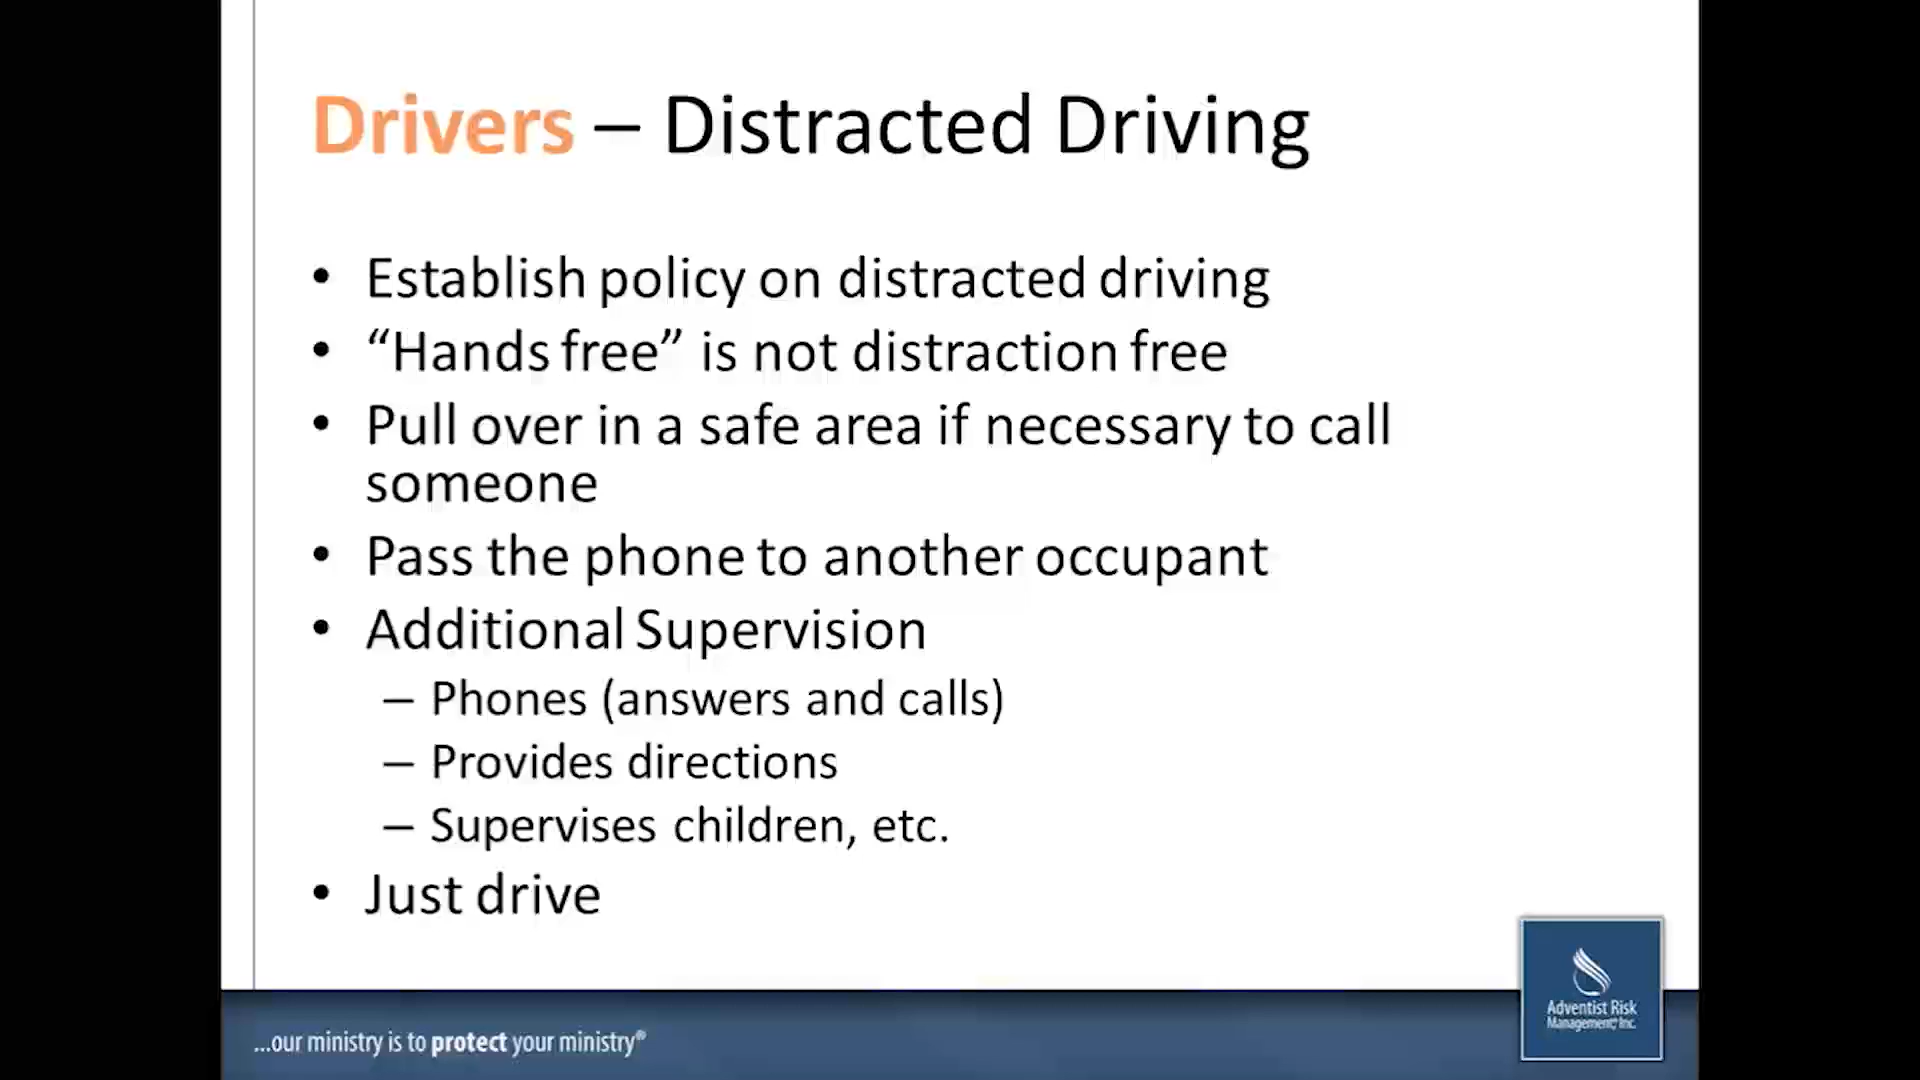 Drivers – Distracted Driving
• Establish policy on distracted driving
• “Hands free” is not distraction free
• Pull over in a safe area if necessary to call
someone
• Pass the phone to another occupant
• Additional Supervision
– Phones (answers and calls)
– Provides directions
– Supervises children, etc.
• Just drive
...our ministry is to protect your ministry®
Adventist Risk
Management, Inc.